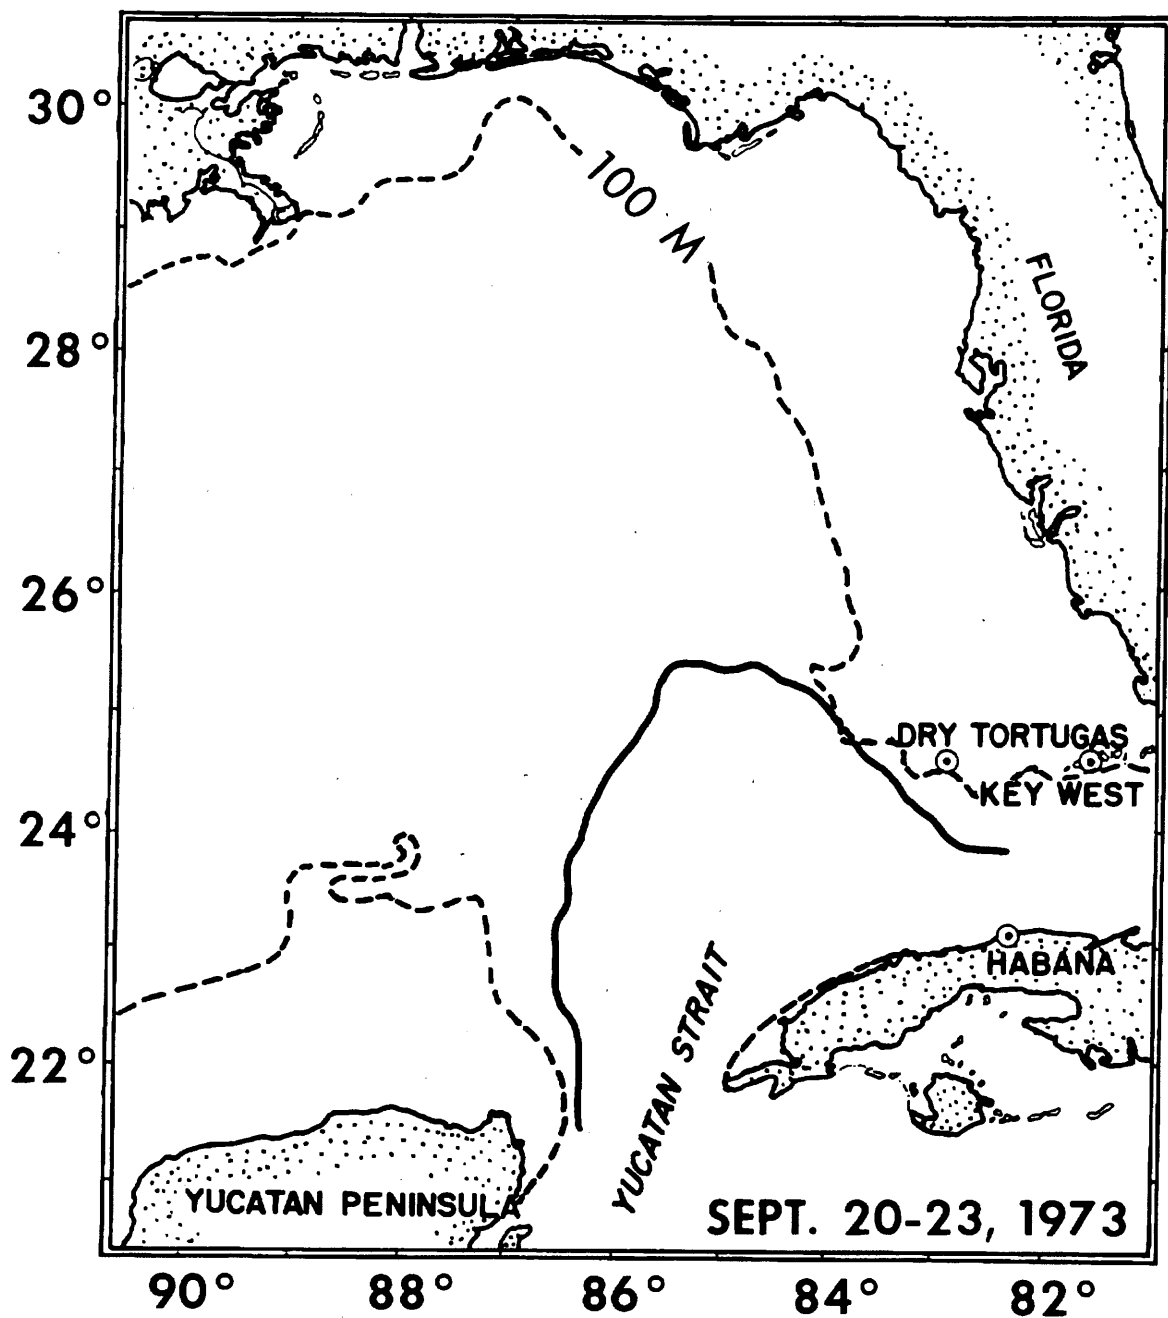 30°
100 M
FLORIDA
28°
26°
DRY TORTUGAS
KEY WEST
24°
HABANA
YUCATAN STRAIT
22°
YUCATAN PENINSULA
SEPT. 20-23, 1973
90° 88° 86° 84° 82°